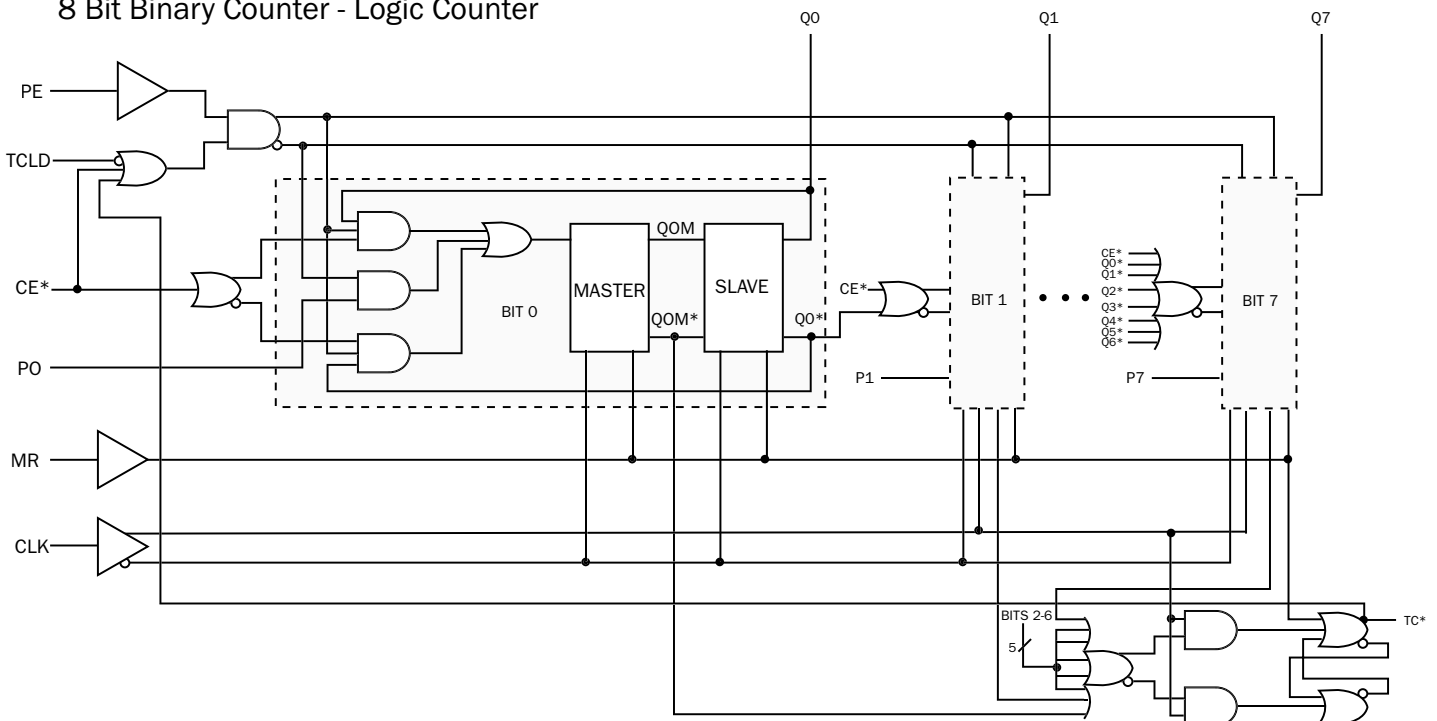 8 Bit Binary Counter - Logic Counter
Q0
Q1
Q7
PE
TCLD
CE*
PO
MR
CLK
BIT 0
MASTER
QOM
QOM*
SLAVE
QO*
CE*
P1
BIT 1
CE*
QO*
Q1*
Q2*
Q3*
Q4*
Q5*
Q6*
P7
BIT 7
BITS 2-6
5
TC*